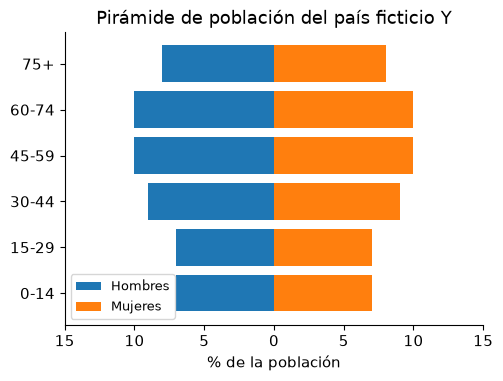 Pirámide de población del país ficticio Y
75+
60-74
45-59
30-44
15-29
0-14
Hombres
Mujeres
15 10 5 0 5 10 15
% de la población